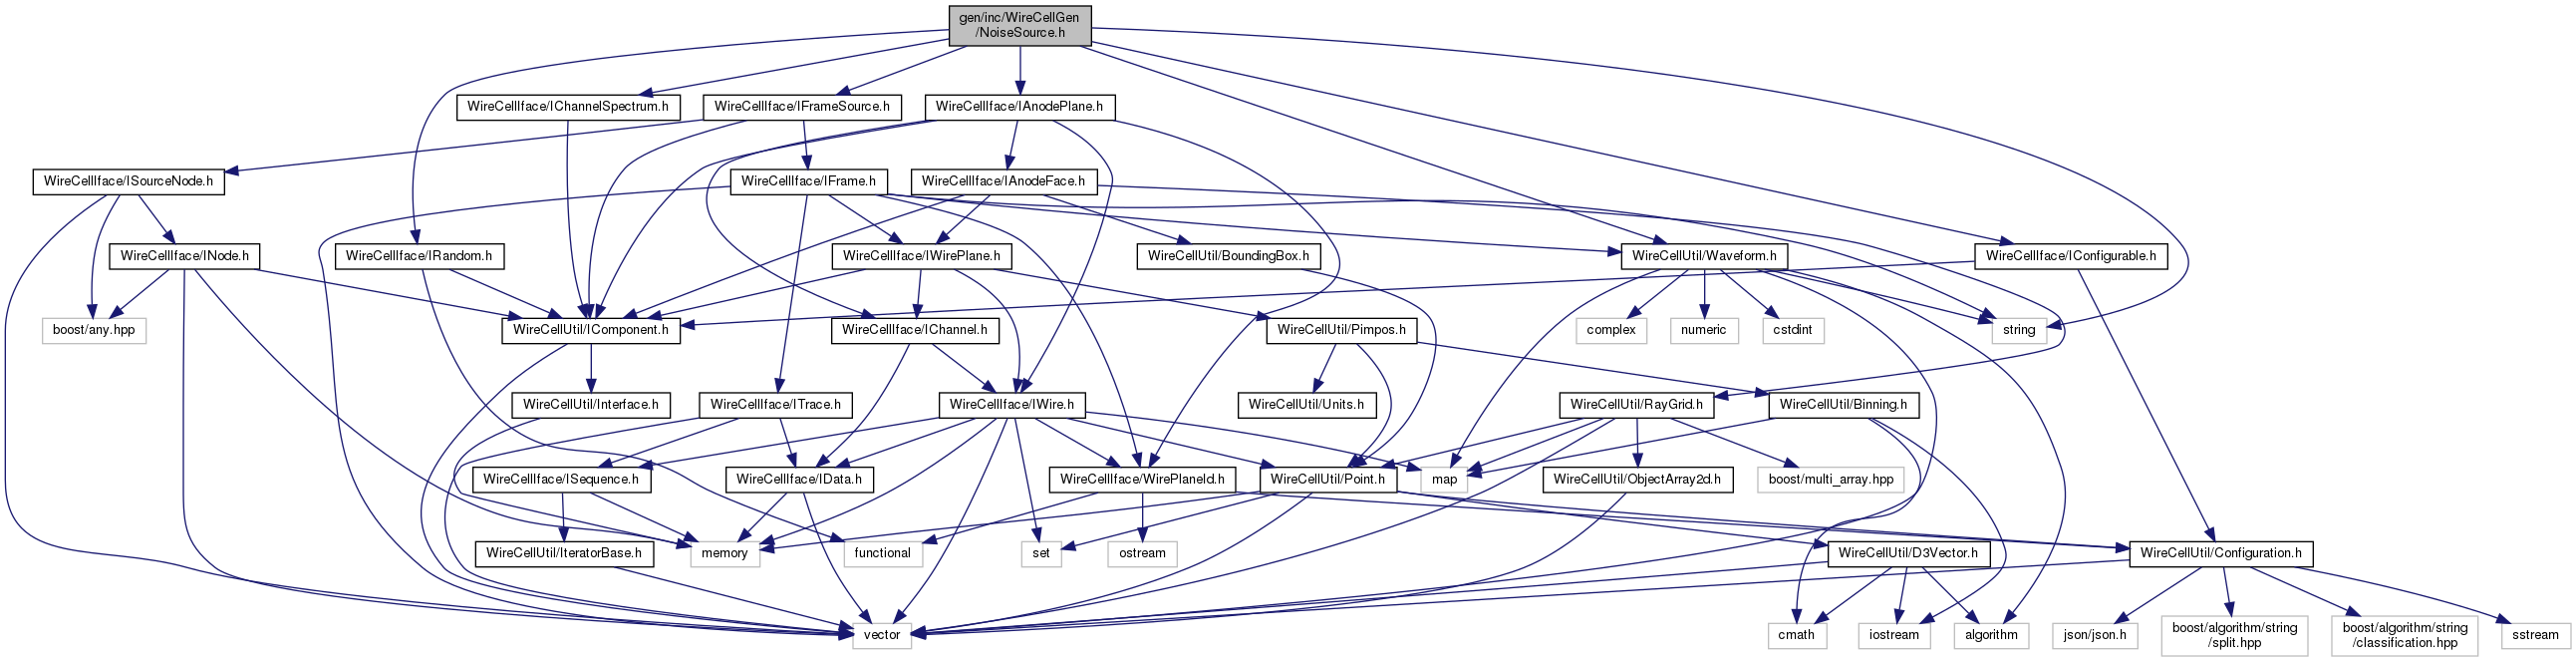 gen/inc/WireCellGen
/NoiseSource.h
WireCellIface/IChannelSpectrum.h
WireCellIface/IFrameSource.h
WireCellIface/IAnodePlane.h
WireCellIface/ISourceNode.h
WireCellIface/IFrame.h
WireCellIface/IAnodeFace.h
WireCellIface/INode.h
WireCellIface/IRandom.h
WireCellIface/IWirePlane.h
WireCellUtil/BoundingBox.h
WireCellUtil/Waveform.h
WireCellIface/IConfigurable.h
boost/any.hpp
WireCellUtil/IComponent.h
WireCellIface/IChannel.h
WireCellUtil/Pimpos.h
complex
numeric
cstdint
string
WireCellUtil/Interface.h
WireCellIface/ITrace.h
WireCellIface/IWire.h
WireCellUtil/Units.h
WireCellUtil/RayGrid.h
WireCellUtil/Binning.h
WireCellIface/ISequence.h
WireCellIface/IData.h
WireCellIface/WirePlaneId.h
WireCellUtil/Point.h
map
WireCellUtil/ObjectArray2d.h
boost/multi_array.hpp
WireCellUtil/IteratorBase.h
memory
functional
set
ostream
WireCellUtil/D3Vector.h
WireCellUtil/Configuration.h
vector
cmath
iostream
algorithm
json/json.h
boost/algorithm/string
/split.hpp
boost/algorithm/string
/classification.hpp
sstream